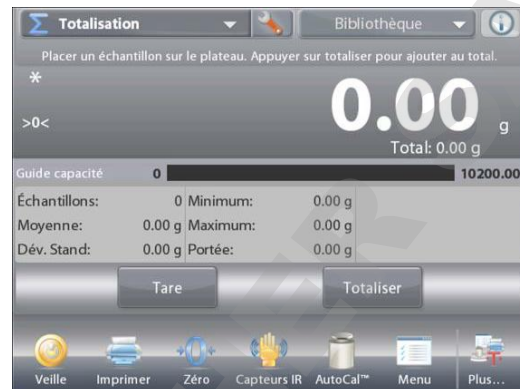 Totalisation Bibliothèque
Placer un échantillon sur le plateau. Appuyer sur totaliser pour ajouter au total.
*
>0< 0.00 g
Total: 0.00 g
Guide capacité 0 10200.00
Échantillons: 0 Minimum: 0.00 g
Moyenne: 0.00 g Maximum: 0.00 g
Dév. Stand: 0.00 g Portée: 0.00 g
Tare Totaliser
Veille Imprimer Zéro Capteurs IR AutoCal™ Menu Plus...